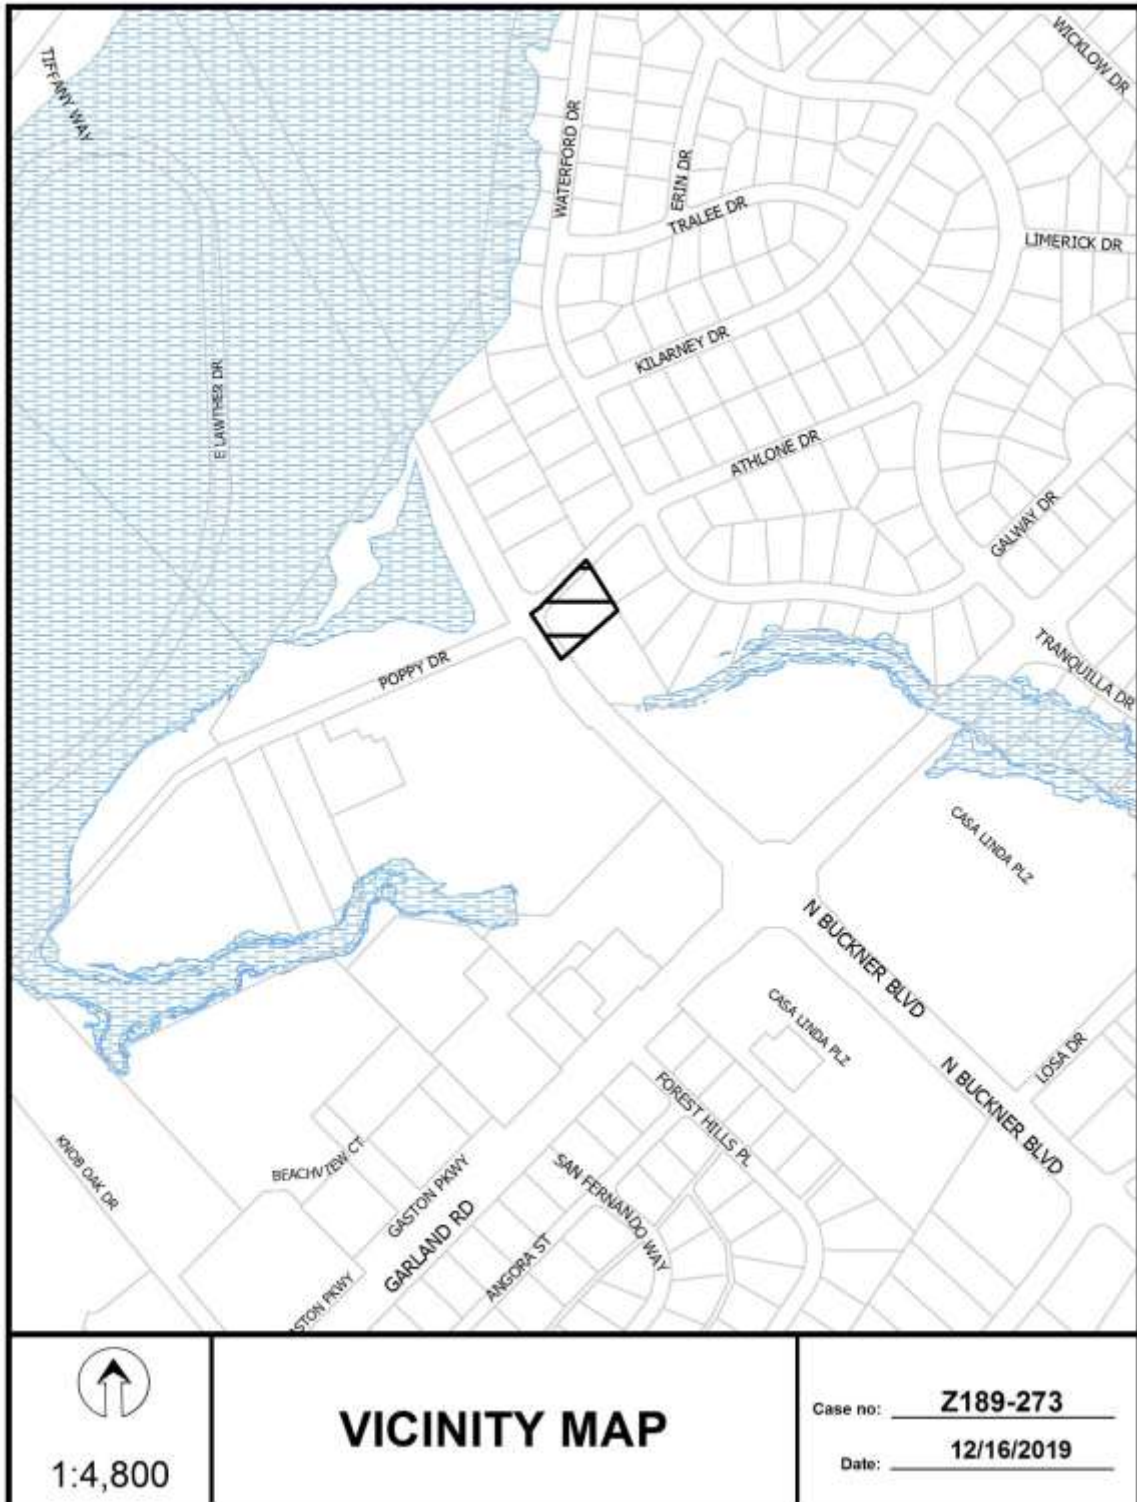 WICKLOW DR
TIFFANY WAY
WATERFORD DR
ERIN DR
TRALEE DR
LIMERICK DR
KILARNEY DR
E LAWTHER DR
ATHLONE DR
GALWAY DR
POPPY DR
TRANQUILLA DR
CASA LINDA PLZ
N BUCKNER BLVD
CASA LINDA PLZ
LOSA DR
N BUCKNER BLVD
FOREST HILLS PL
KNOB OAK DR
BEACHVIEW CT
GASTON PKWY
SAN FERNANDO WAY
GARLAND RD
ANGORA ST
ASTON PKWY
1:4,800
VICINITY MAP
Case no: Z189-273
Date: 12/16/2019